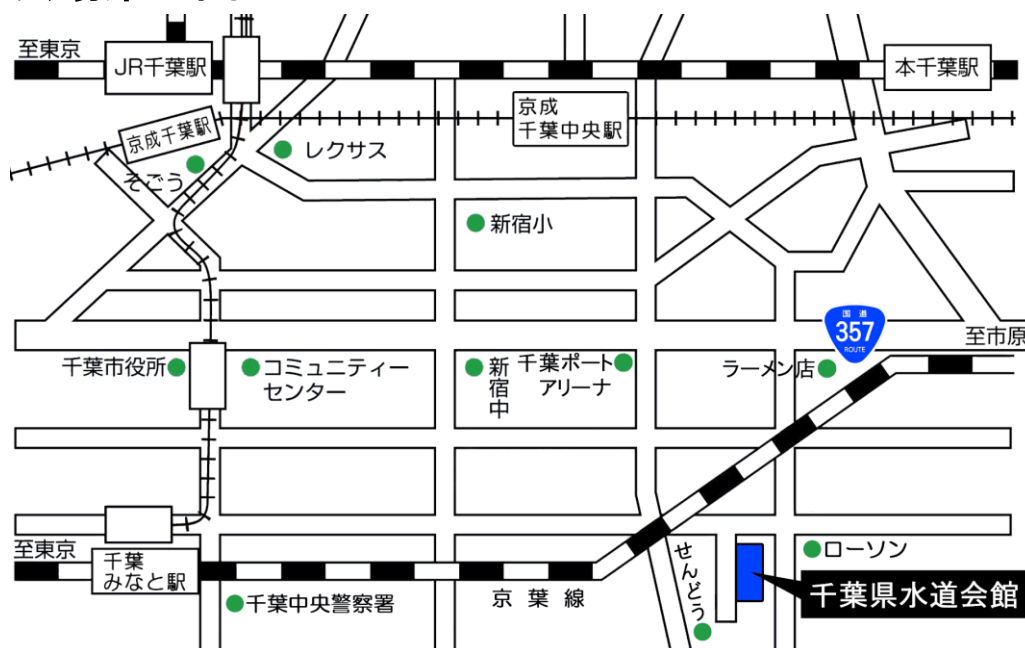 至東京
JR千葉駅
本千葉駅
京成
千葉中央駅
京成千葉駅
レクサス
そごう
新宿小
国道
357
ROUTE
至市原
千葉市役所
コミュニティー
センター
新宿中
千葉ポート
アリーナ
ラーメン店
至東京
千葉
みなと駅
せんどう
ローソン
千葉県水道会館
千葉中央警察署
京葉線